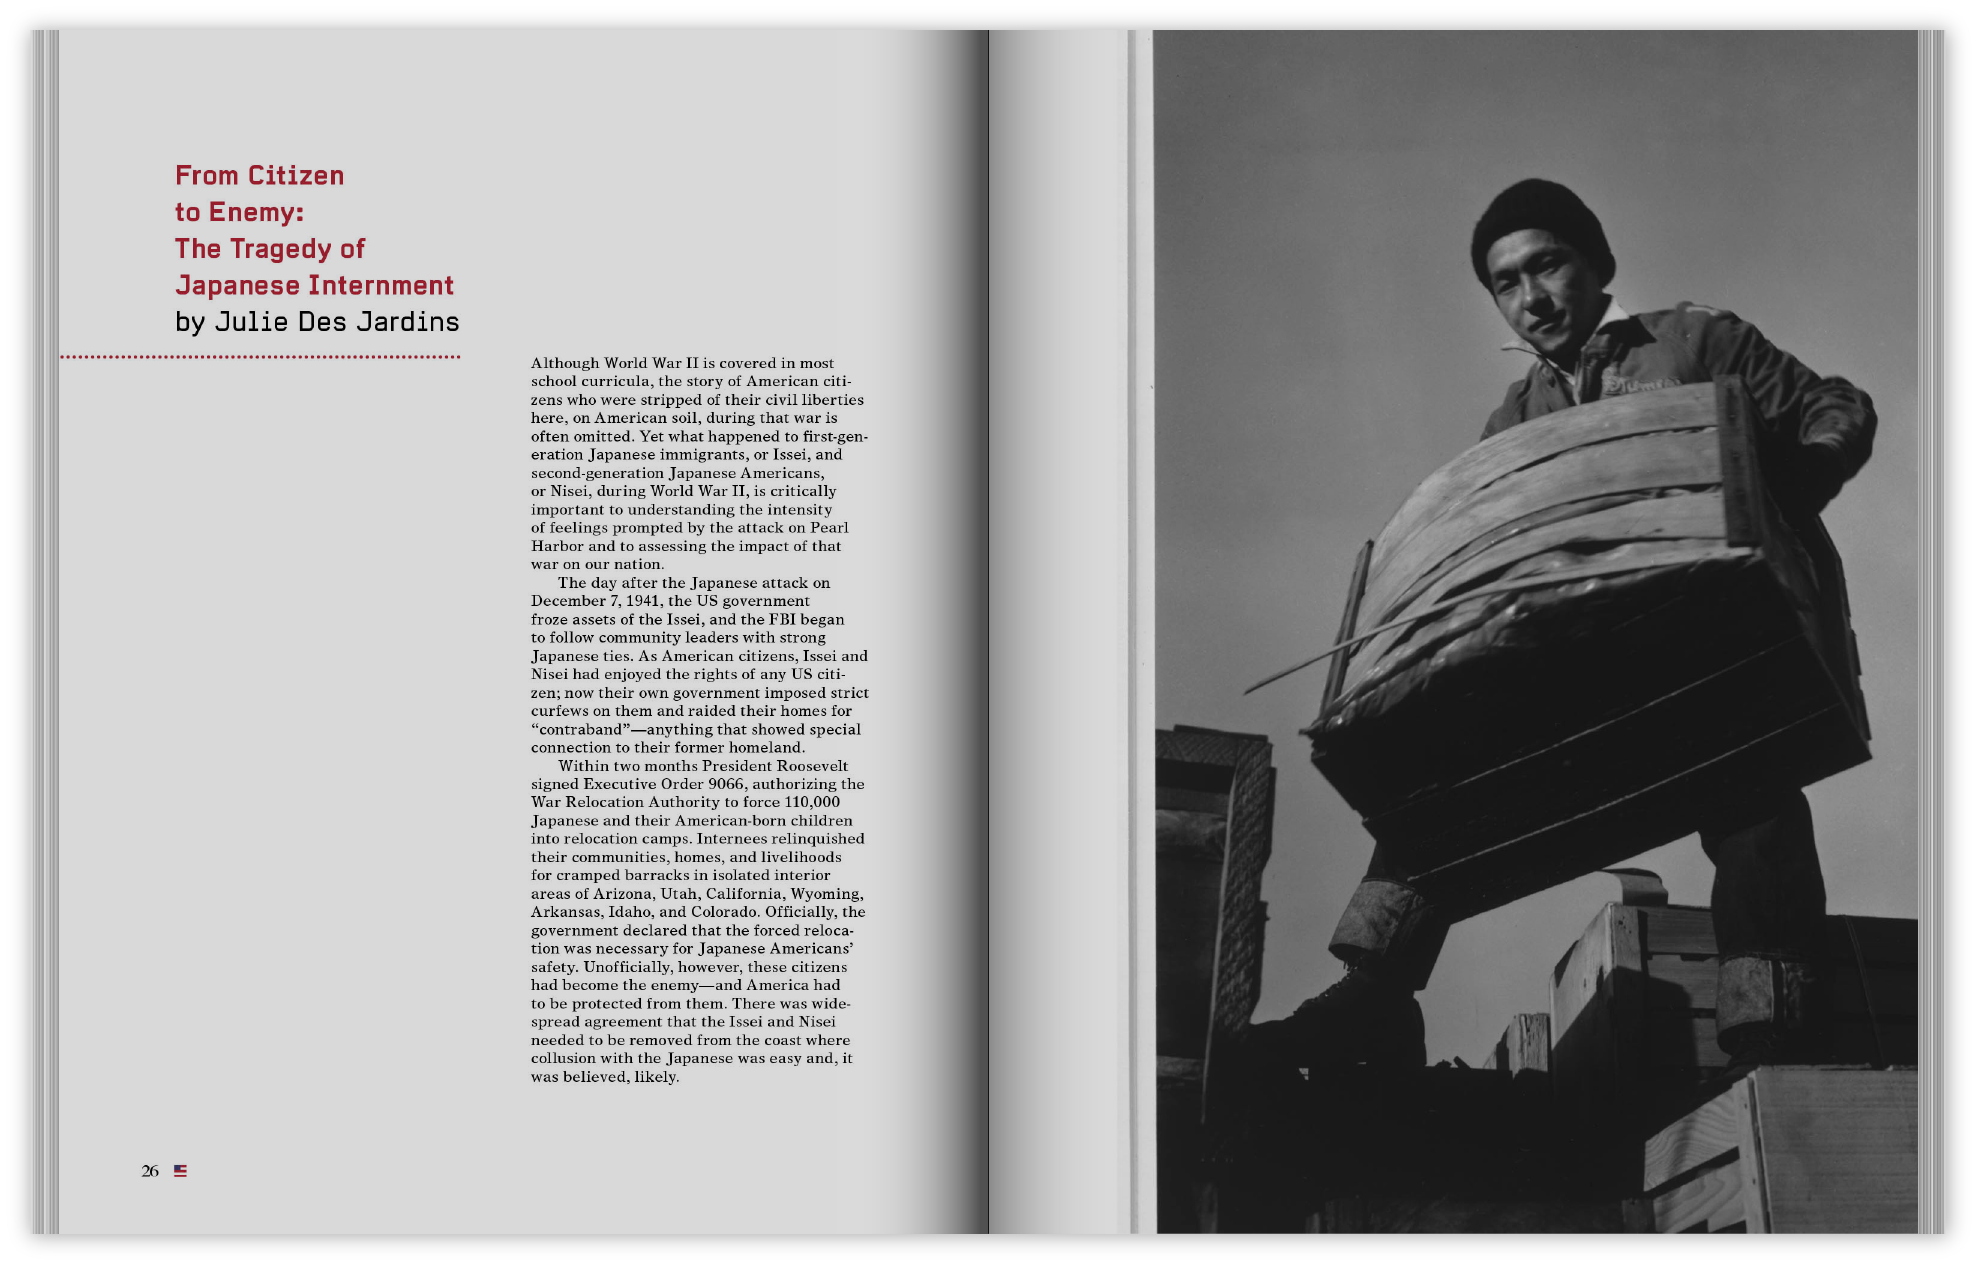 From Citizen
to Enemy:
The Tragedy of
Japanese Internment
by Julie Des Jardins
Although World War II is covered in most
school curricula, the story of American citi-
zens who were stripped of their civil liberties
here, on American soil, during that war is
often omitted. Yet what happened to first-gen-
eration Japanese immigrants, or Issei, and
second-generation Japanese Americans,
or Nisei, during World War II, is critically
important to understanding the intensity
of feelings prompted by the attack on Pearl
Harbor and to assessing the impact of that
war on our nation.
The day after the Japanese attack on
December 7, 1941, the US government
froze assets of the Issei, and the FBI began
to follow community leaders with strong
Japanese ties. As American citizens, Issei and
Nisei had enjoyed the rights of any US citi-
zen; now their own government imposed strict
curfews on them and raided their homes for
“contraband”—anything that showed special
connection to their former homeland.
Within two months President Roosevelt
signed Executive Order 9066, authorizing the
War Relocation Authority to force 110,000
Japanese and their American-born children
into relocation camps. Internees relinquished
their communities, homes, and livelihoods
for cramped barracks in isolated interior
areas of Arizona, Utah, California, Wyoming,
Arkansas, Idaho, and Colorado. Officially, the
government declared that the forced reloca-
tion was necessary for Japanese Americans’
safety. Unofficially, however, these citizens
had become the enemy—and America had
to be protected from them. There was wide-
spread agreement that the Issei and Nisei
needed to be removed from the coast where
collusion with the Japanese was easy and, it
was believed, likely.
26